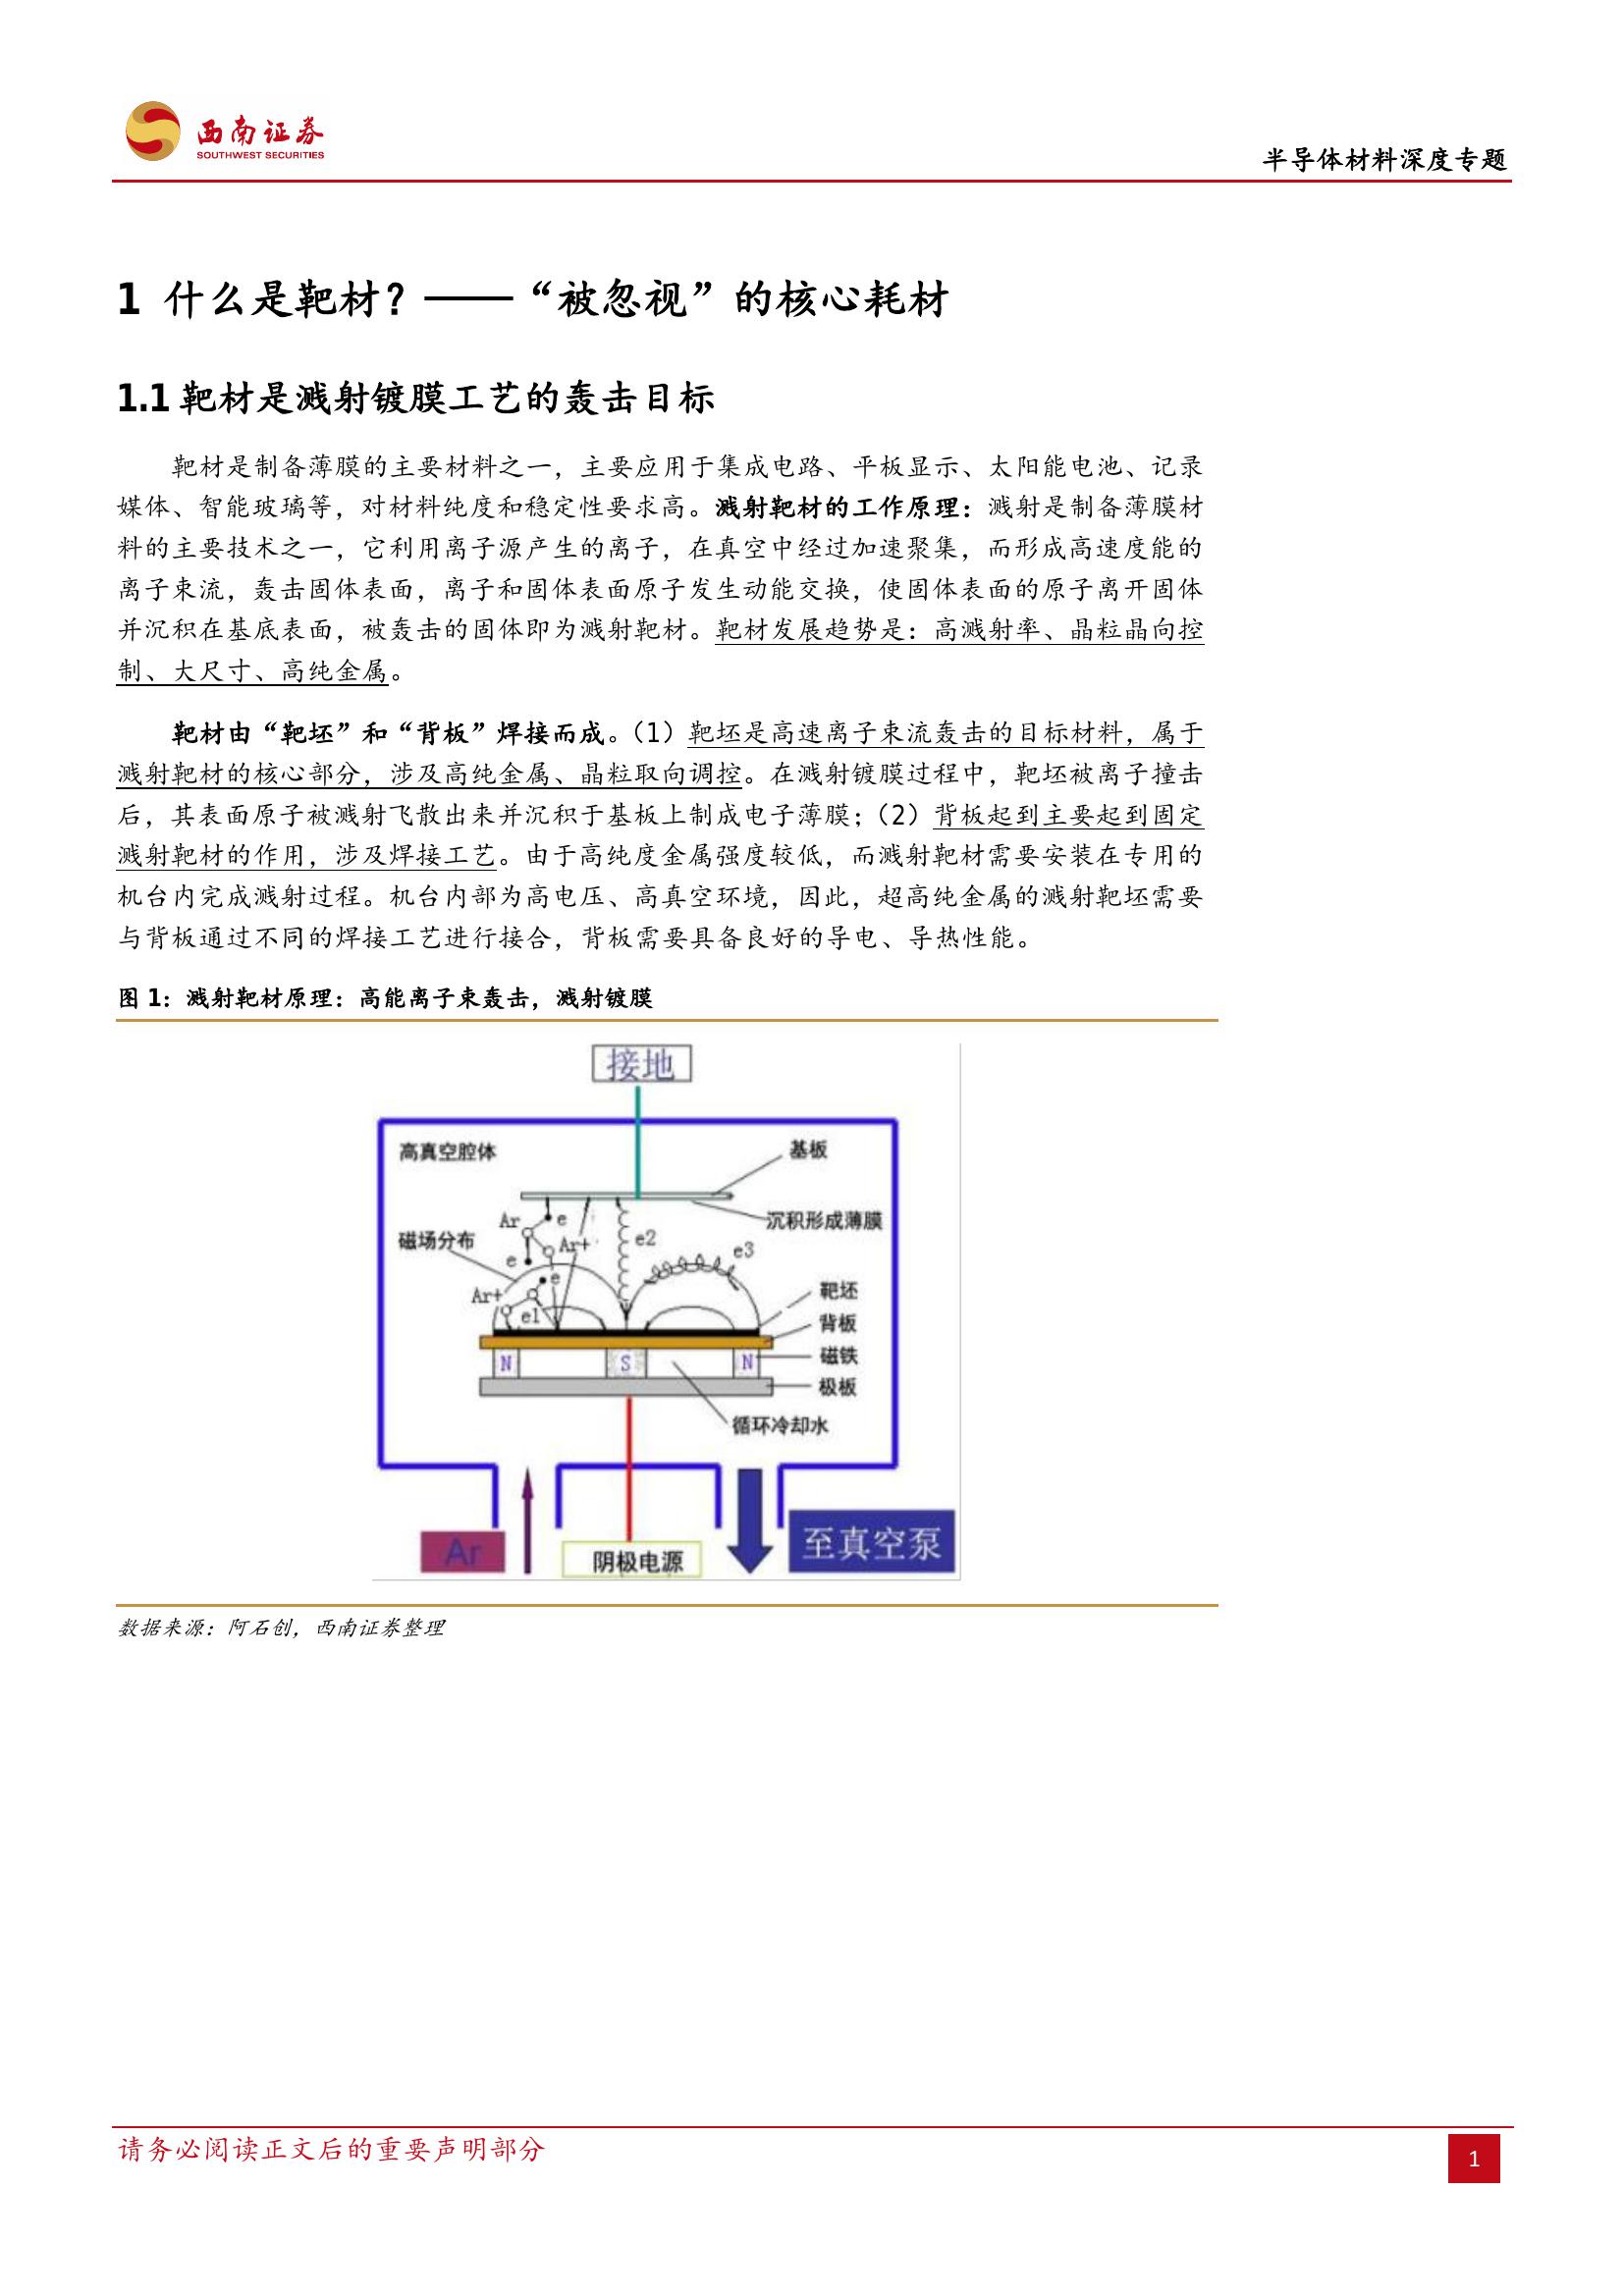 西南证券
SOUTHWEST SECURITIES
半导体材料深度专题
1 什么是靶材？——“被忽视”的核心耗材
1.1 靶材是溅射镀膜工艺的轰击目标
靶材是制备薄膜的主要材料之一，主要应用于集成电路、平板显示、太阳能电池、记录
媒体、智能玻璃等，对材料纯度和稳定性要求高。溅射靶材的工作原理：溅射是制备薄膜材
料的主要技术之一，它利用离子源产生的离子，在真空中经过加速聚集，而形成高速度能的
离子束流，轰击固体表面，离子和固体表面原子发生动能交换，使固体表面的原子离开固体
并沉积在基底表面，被轰击的固体即为溅射靶材。靶材发展趋势是：高溅射率、晶粒晶向控
制、大尺寸、高纯金属。
靶材由“靶坯”和“背板”焊接而成。（1）靶坯是高速离子束流轰击的目标材料，属于
溅射靶材的核心部分，涉及高纯金属、晶粒取向调控。在溅射镀膜过程中，靶坯被离子撞击
后，其表面原子被溅射飞散出来并沉积于基板上制成电子薄膜；（2）背板起到主要起到固定
溅射靶材的作用，涉及焊接工艺。由于高纯度金属强度较低，而溅射靶材需要安装在专用的
机台内完成溅射过程。机台内部为高电压、高真空环境，因此，超高纯金属的溅射靶坯需要
与背板通过不同的焊接工艺进行接合，背板需要具备良好的导电、导热性能。
图 1：溅射靶材原理：高能离子束轰击，溅射镀膜
接地
高真空腔体
基板
沉积形成薄膜
磁场分布
Ar
e
Ar+
e2
e3
e
e
Ar+
e1
靶坯
背板
磁铁
极板
N
S
N
循环冷却水
Ar
阴极电源
至真空泵
数据来源：阿石创，西南证券整理
请务必阅读正文后的重要声明部分
1